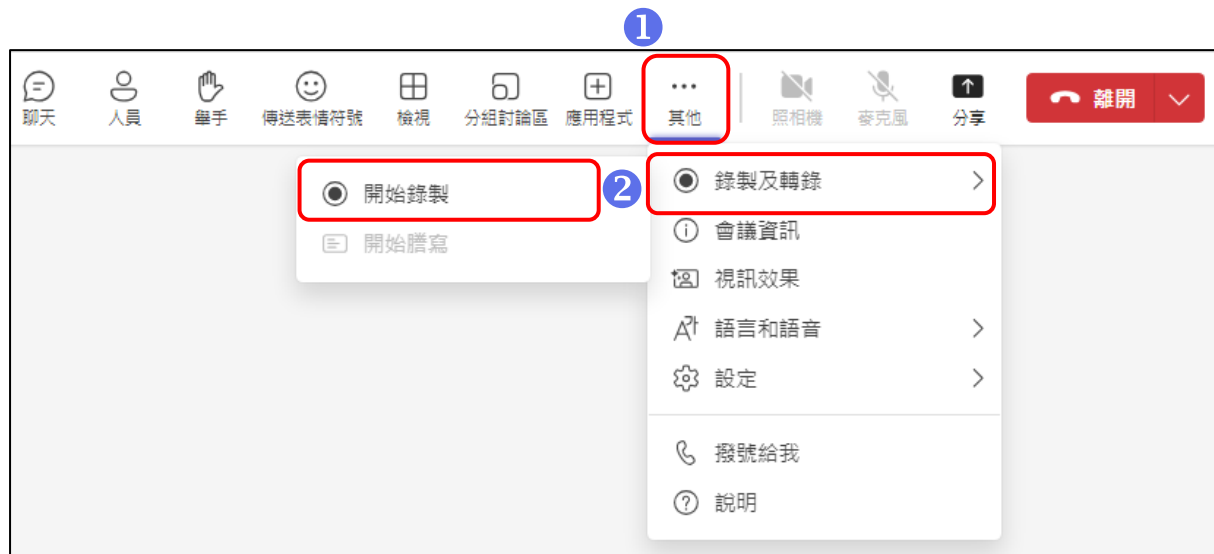 1
聊天 人員 舉手 傳送表情符號 檢視 分組討論區 應用程式 其他 照相機 麥克風 分享 離開
2
開始錄製
開始謄寫
錄製及轉錄
會議資訊
視訊效果
語言和語音
設定
撥號給我
說明